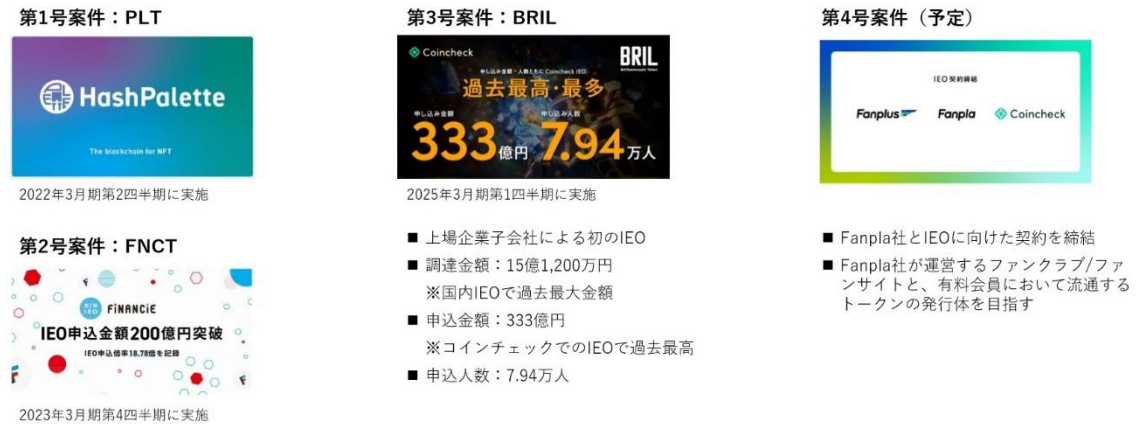 第1号案件：PLT
HashPalette
The blockchain for NFT
2022年3月期第2四半期に実施
第2号案件：FNCT
FiNANCiE
IEO申込金額200億円突破
IEO申込倍率18.78倍を記録
2023年3月期第4四半期に実施
第3号案件：BRIL
Coincheck
BRIL
申し込み金額・人数ともにCoincheck IEO
過去最高・最多
申し込み金額
申し込み人数
333億円
7.94万人
2025年3月期第1四半期に実施
■ 上場企業子会社による初のIEO
■ 調達金額：15億1,200万円
※国内IEOで過去最大金額
■ 申込金額：333億円
※コインチェックでのIEOで過去最高
■ 申込人数：7.94万人
第4号案件（予定）
IEO契約締結
Fanplus
Fanpla
Coincheck
■ Fanpla社とIEOに向けた契約を締結
■ Fanpla社が運営するファンクラブ/ファ
ンサイトと、有料会員において流通する
トークンの発行体を目指す